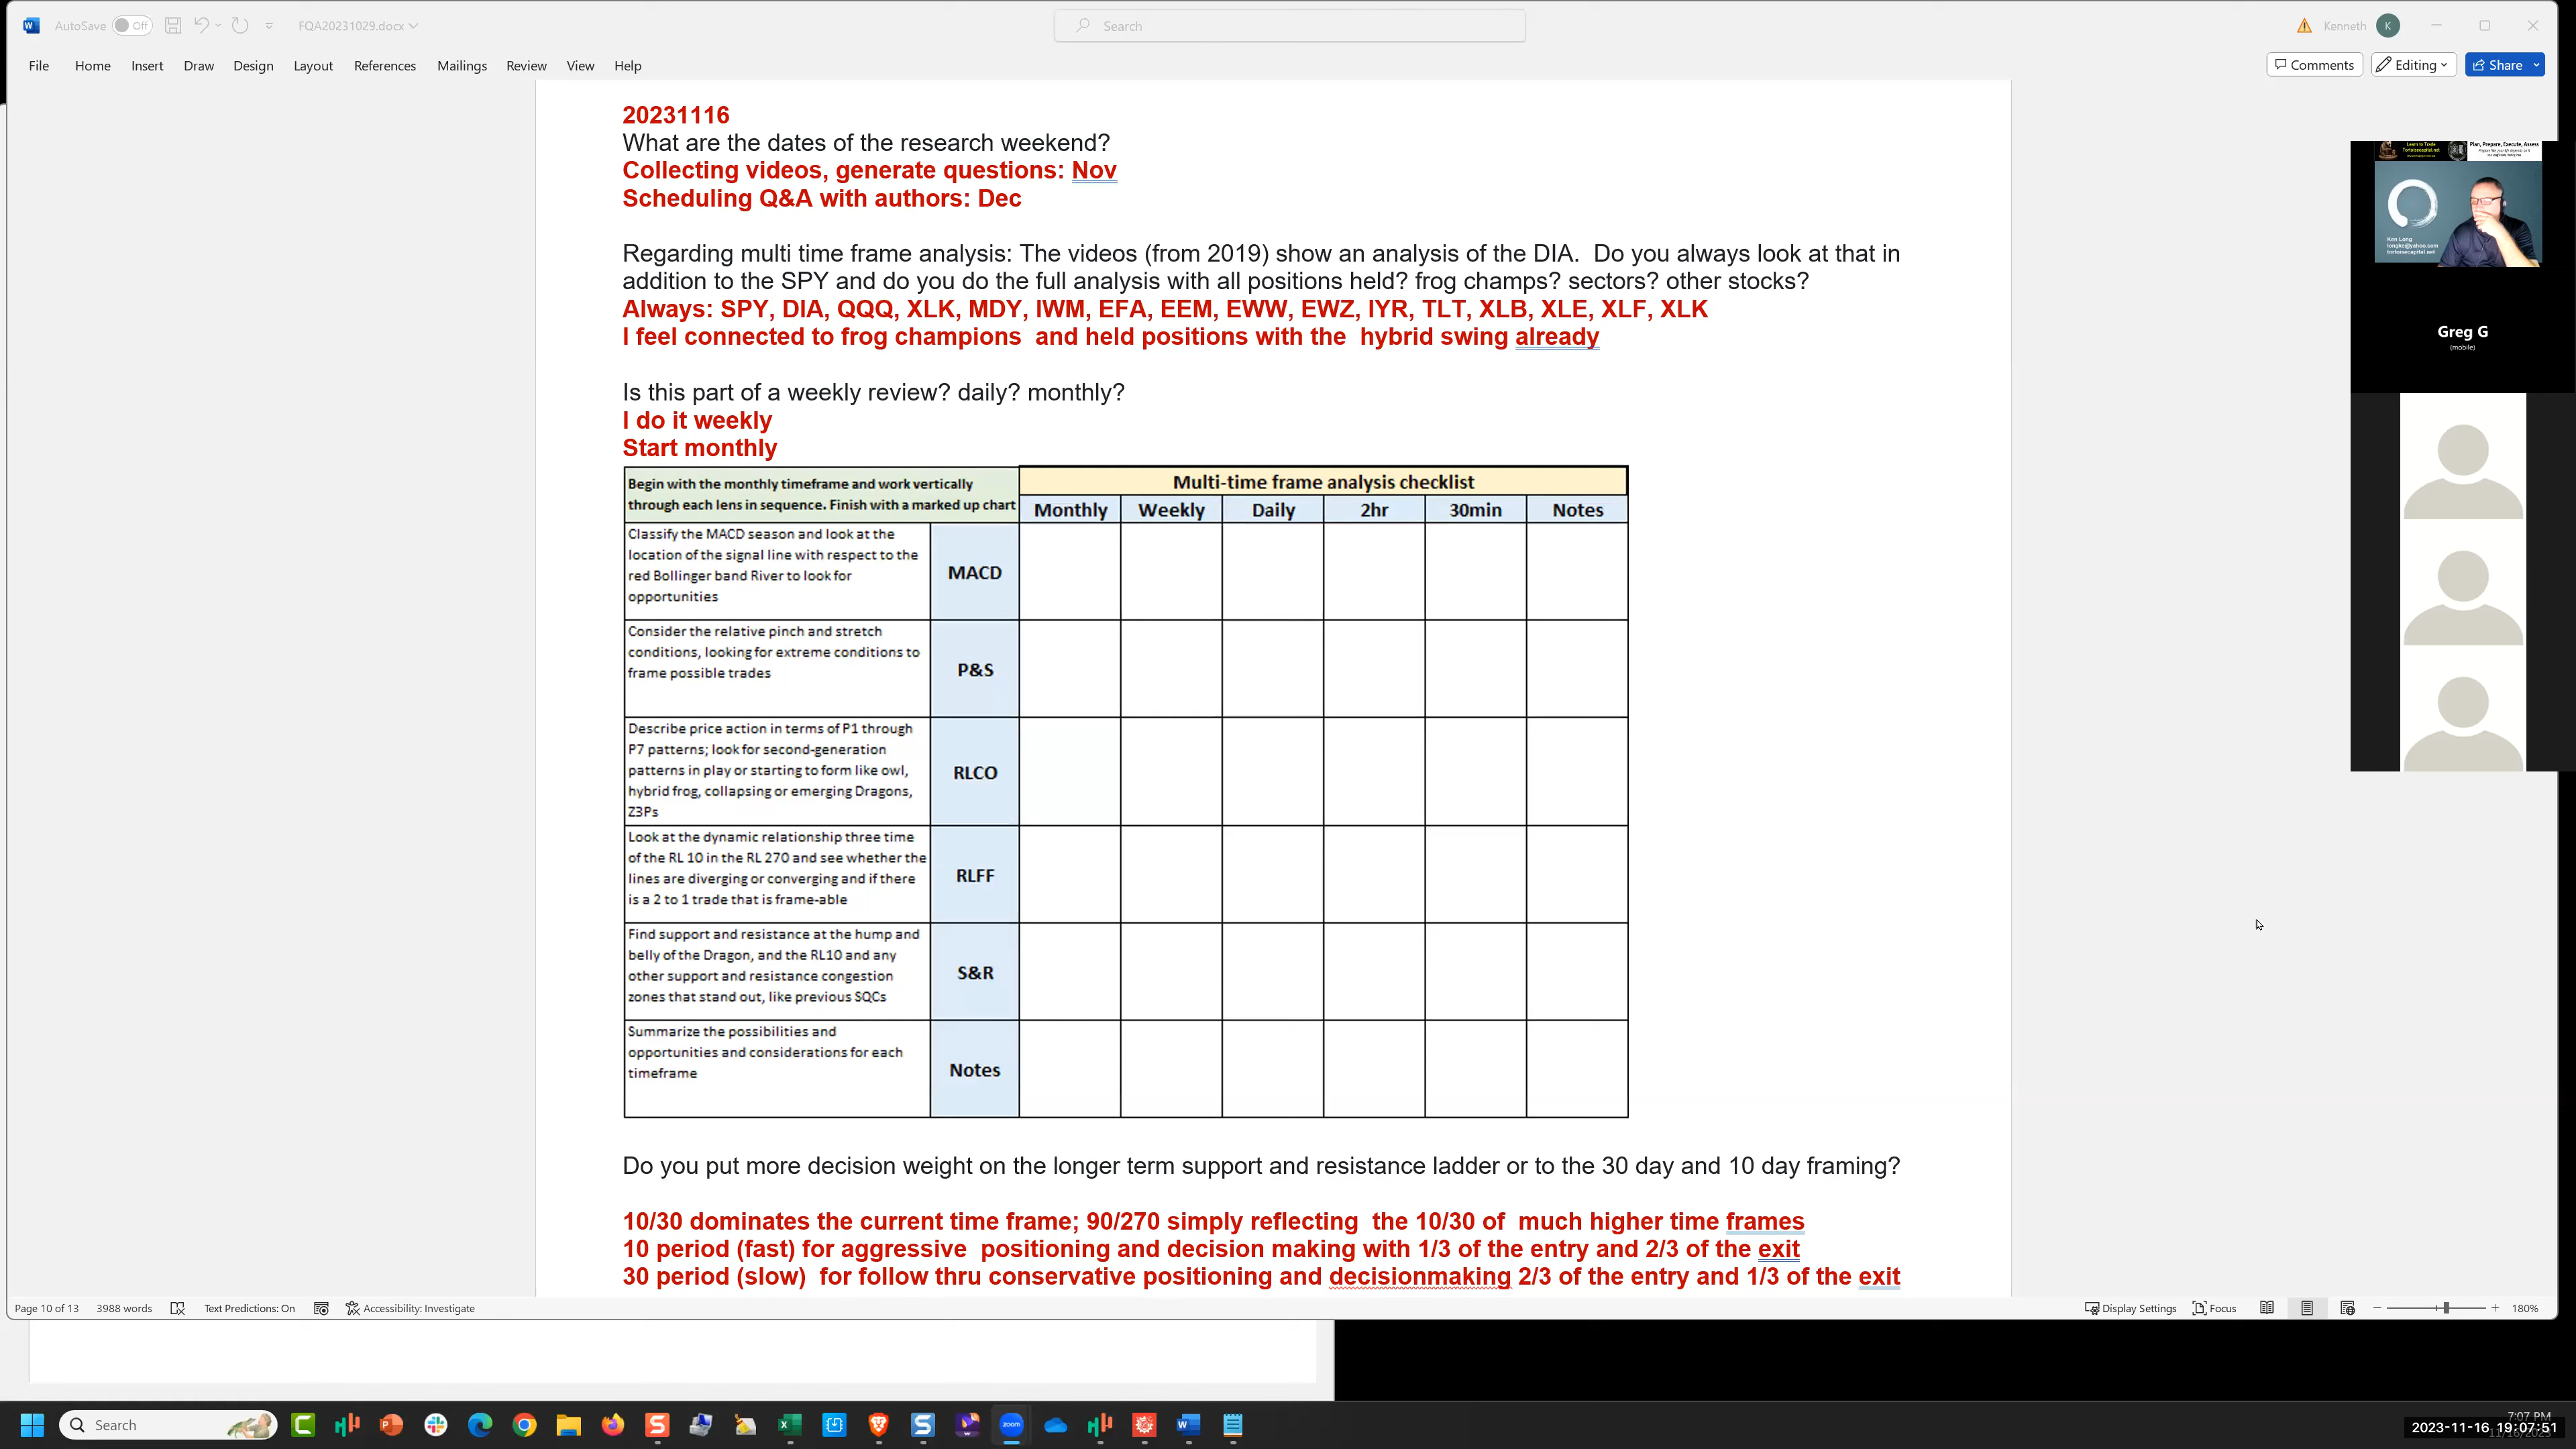 AutoSave Off FQA20231029.docx Search Kenneth K
File Home Insert Draw Design Layout References Mailings Review View Help Comments Editing Share
20231116
What are the dates of the research weekend?
Collecting videos, generate questions: Nov
Scheduling Q&A with authors: Dec
Regarding multi time frame analysis: The videos (from 2019) show an analysis of the DIA.  Do you always look at that in
addition to the SPY and do you do the full analysis with all positions held? frog champs? sectors? other stocks?
Always: SPY, DIA, QQQ, XLK, MDY, IWM, EFA, EEM, EWW, EWZ, IYR, TLT, XLB, XLE, XLF, XLK
I feel connected to frog champions  and held positions with the  hybrid swing already
Is this part of a weekly review? daily? monthly?
I do it weekly
Start monthly
Begin with the monthly timeframe and work vertically
through each lens in sequence. Finish with a marked up chart
Multi-time frame analysis checklist
Monthly Weekly Daily 2hr 30min Notes
Classify the MACD season and look at the
location of the signal line with respect to the
red Bollinger band River to look for
opportunities
MACD
Consider the relative pinch and stretch
conditions, looking for extreme conditions to
frame possible trades
P&S
Describe price action in terms of P1 through
P7 patterns; look for second-generation
patterns in play or starting to form like owl,
hybrid frog, collapsing or emerging Dragons,
Z3Ps
RLCO
Look at the dynamic relationship three time
of the RL 10 in the RL 270 and see whether the
lines are diverging or converging and if there
is a 2 to 1 trade that is frame-able
RLFF
Find support and resistance at the hump and
belly of the Dragon, and the RL10 and any
other support and resistance congestion
zones that stand out, like previous SQCs
S&R
Summarize the possibilities and
opportunities and considerations for each
timeframe
Notes
Do you put more decision weight on the longer term support and resistance ladder or to the 30 day and 10 day framing?
10/30 dominates the current time frame; 90/270 simply reflecting  the 10/30 of  much higher time frames
10 period (fast) for aggressive  positioning and decision making with 1/3 of the entry and 2/3 of the exit
30 period (slow)  for follow thru conservative positioning and decisionmaking 2/3 of the entry and 1/3 of the exit
Learn to Trade
Tortoisecapital.net
Plan, Prepare, Execute, Assess
Ken Long
longke@yahoo.com
tortoisecapital.net
Greg G
(mobile)
Page 10 of 13 3988 words Text Predictions: On Accessibility: Investigate Display Settings Focus 180%
Search
zoom
7:07 PM
2023-11-16 19:07:51